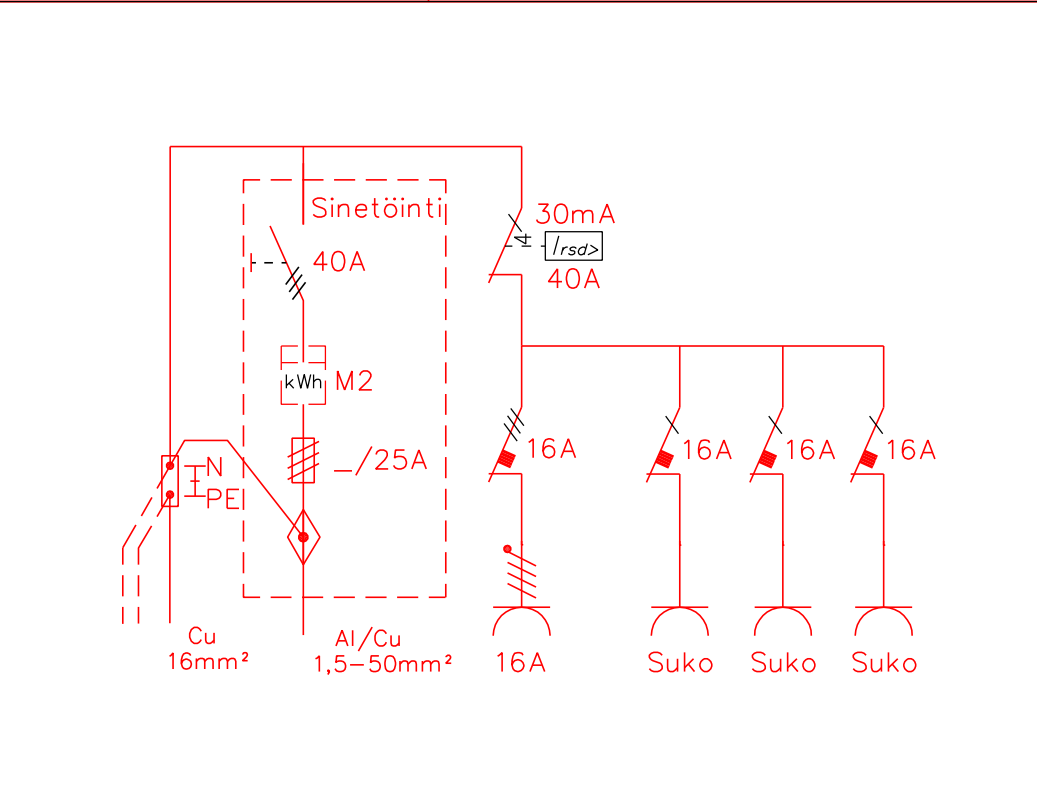 Sinetöinti
30mA
4
Irsd>
40A
40A
kWh
M2
16A
16A
16A
16A
_/25A
N
PE
Cu
16mm²
Al/Cu
1,5-50mm²
16A
Suko
Suko
Suko